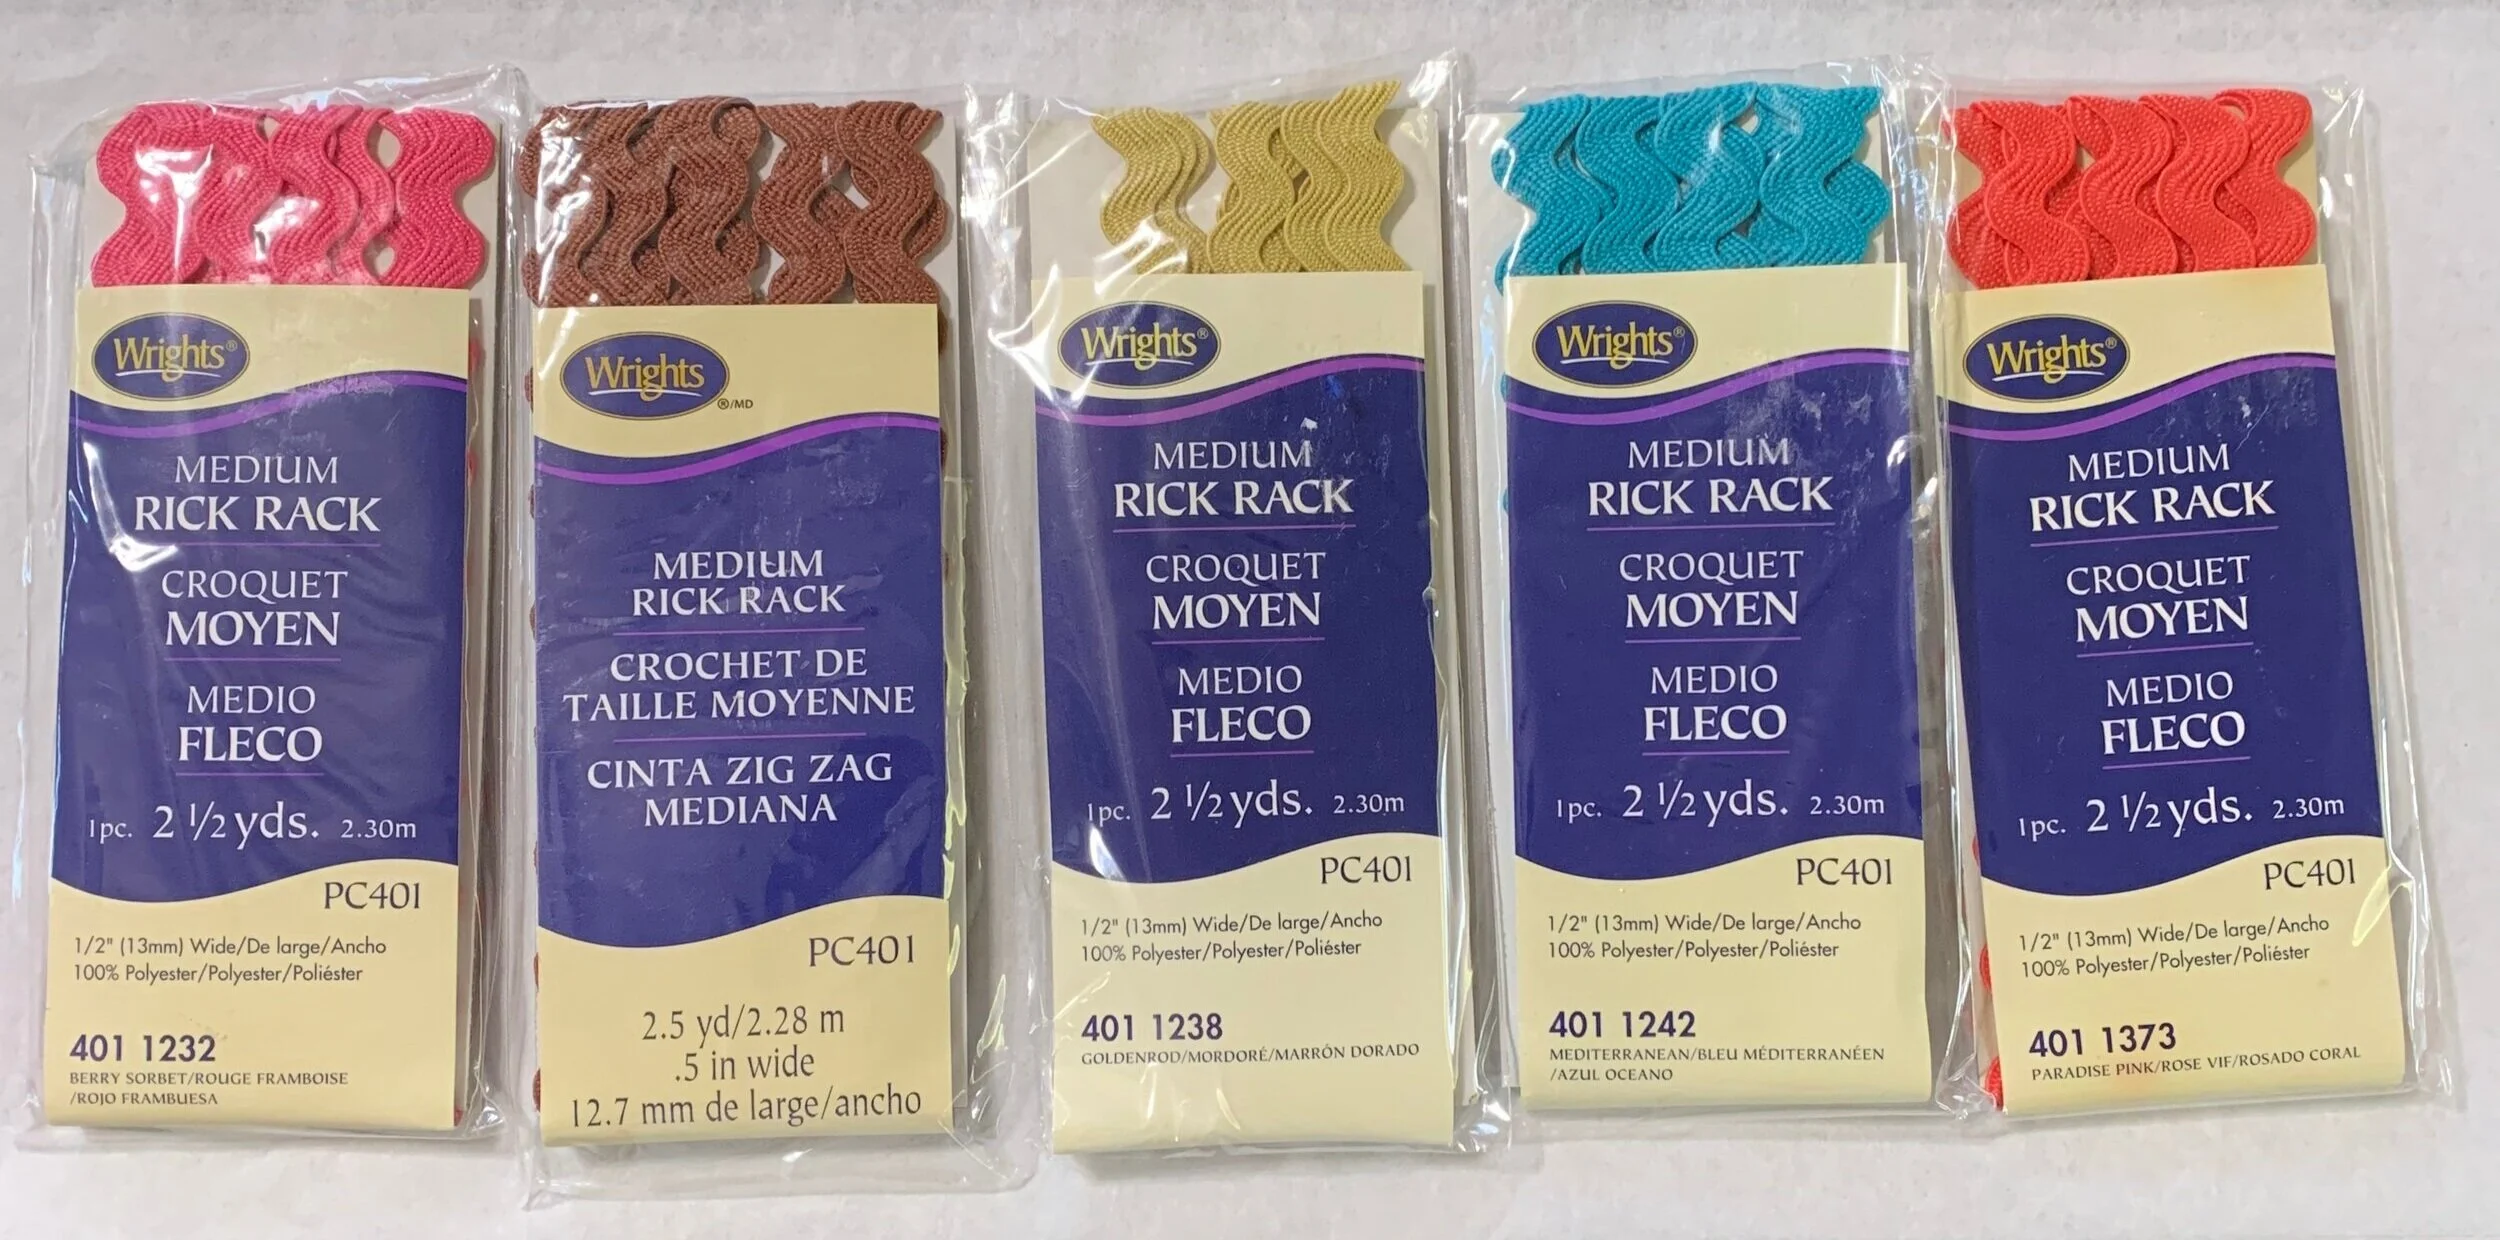 Wrights®
MEDIUM
RICK RACK
CROQUET
MOYEN
MEDIO
FLECO
1pc. 2 1/2 yds. 2.30m
PC401
1/2" (13mm) Wide/De large/Ancho
100% Polyester/Polyester/Poliéster
401 1232
BERRY SORBET/ROUGE FRAMBOISE
/ROJO FRAMBUESA
Wrights
®/MD
MEDIUM
RICK RACK
CROCHET DE
TAILLE MOYENNE
CINTA ZIG ZAG
MEDIANA
PC401
2.5 yd/2.28 m
.5 in wide
12.7 mm de large/ancho
Wrights®
MEDIUM
RICK RACK
CROQUET
MOYEN
MEDIO
FLECO
1pc. 2 1/2 yds. 2.30m
PC401
1/2" (13mm) Wide/De large/Ancho
100% Polyester/Polyester/Poliéster
401 1238
GOLDENROD/MORDORÉ/MARRÓN DORADO
Wrights®
MEDIUM
RICK RACK
CROQUET
MOYEN
MEDIO
FLECO
1pc. 2 1/2 yds. 2.30m
PC401
1/2" (13mm) Wide/De large/Ancho
100% Polyester/Polyester/Poliéster
401 1242
MEDITERRANEAN/BLEU MÉDITERRANÉEN
/AZUL OCEANO
Wrights®
MEDIUM
RICK RACK
CROQUET
MOYEN
MEDIO
FLECO
1pc. 2 1/2 yds. 2.30m
PC401
1/2" (13mm) Wide/De large/Ancho
100% Polyester/Polyester/Poliéster
401 1373
PARADISE PINK/ROSE VIF/ROSADO CORAL